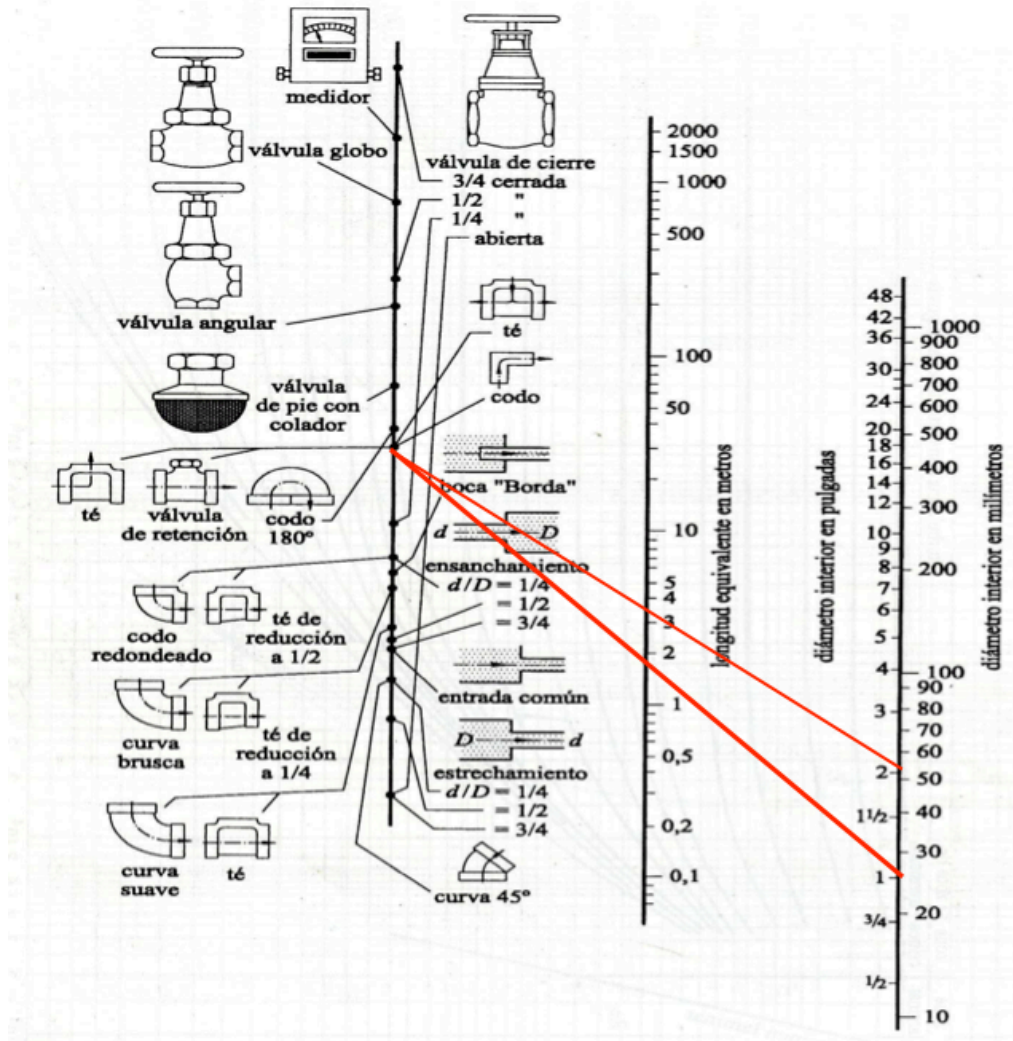 medidor
válvula globo
válvula angular
válvula
de pie con
colador
té
válvula
de retención
codo
180º
codo
redondeado
té de
reducción
a 1/2
curva
brusca
té de
reducción
a 1/4
curva
suave
té
válvula de cierre
3/4 cerrada
1/2 "
1/4 "
abierta
té
codo
boca "Borda"
d
D
ensanchamiento
d/D = 1/4
= 1/2
= 3/4
entrada común
D
d
estrechamiento
d/D = 1/4
= 1/2
= 3/4
curva 45º
2000
1500
1000
500
100
50
10
5
4
3
2
1
0,5
0,2
0,1
longitud equivalente en metros
diámetro interior en pulgadas
48
42
36
30
24
20
18
16
14
12
10
9
8
7
6
5
4
3
2
1 1/2
1
3/4
1/2
1000
900
800
700
600
500
400
300
200
100
90
80
70
60
50
40
30
20
10
diámetro interior en milímetros